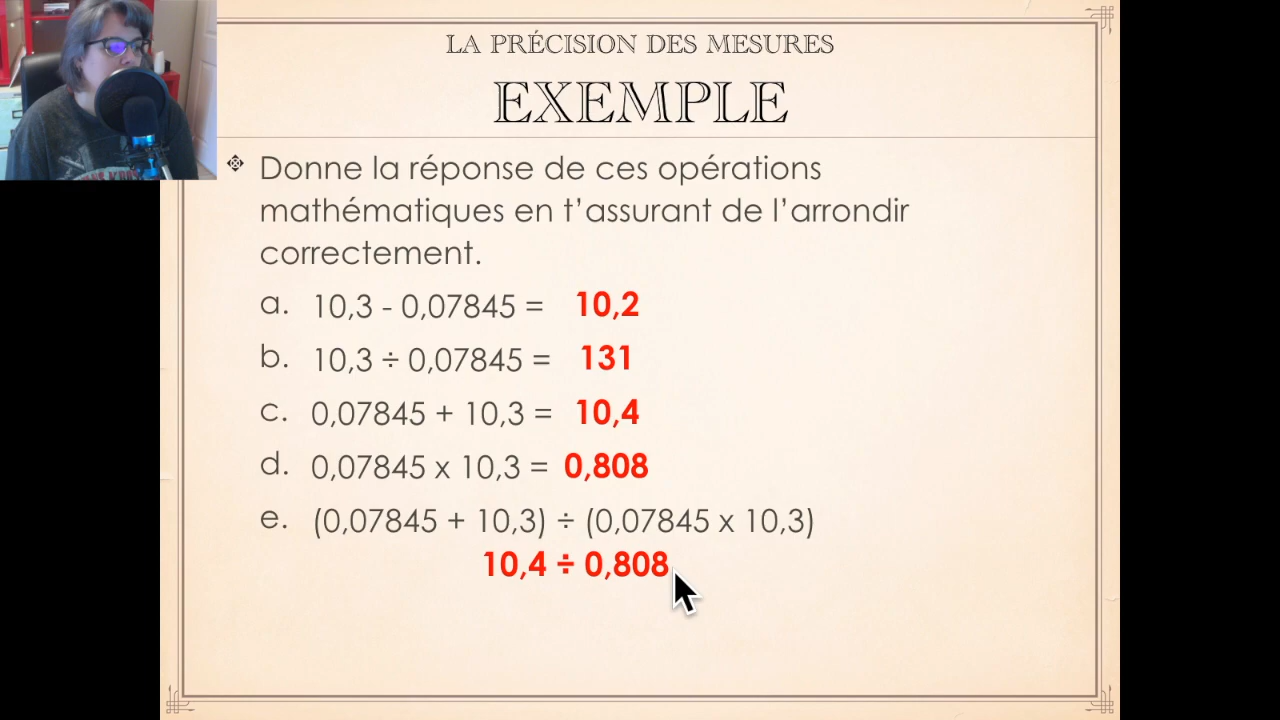 LA PRÉCISION DES MESURES
EXEMPLE
Donne la réponse de ces opérations
mathématiques en t’assurant de l’arrondir
correctement.
a. 10,3 - 0,07845 = 10,2
b. 10,3 ÷ 0,07845 = 131
c. 0,07845 + 10,3 = 10,4
d. 0,07845 x 10,3 = 0,808
e. (0,07845 + 10,3) ÷ (0,07845 x 10,3)
10,4 ÷ 0,808